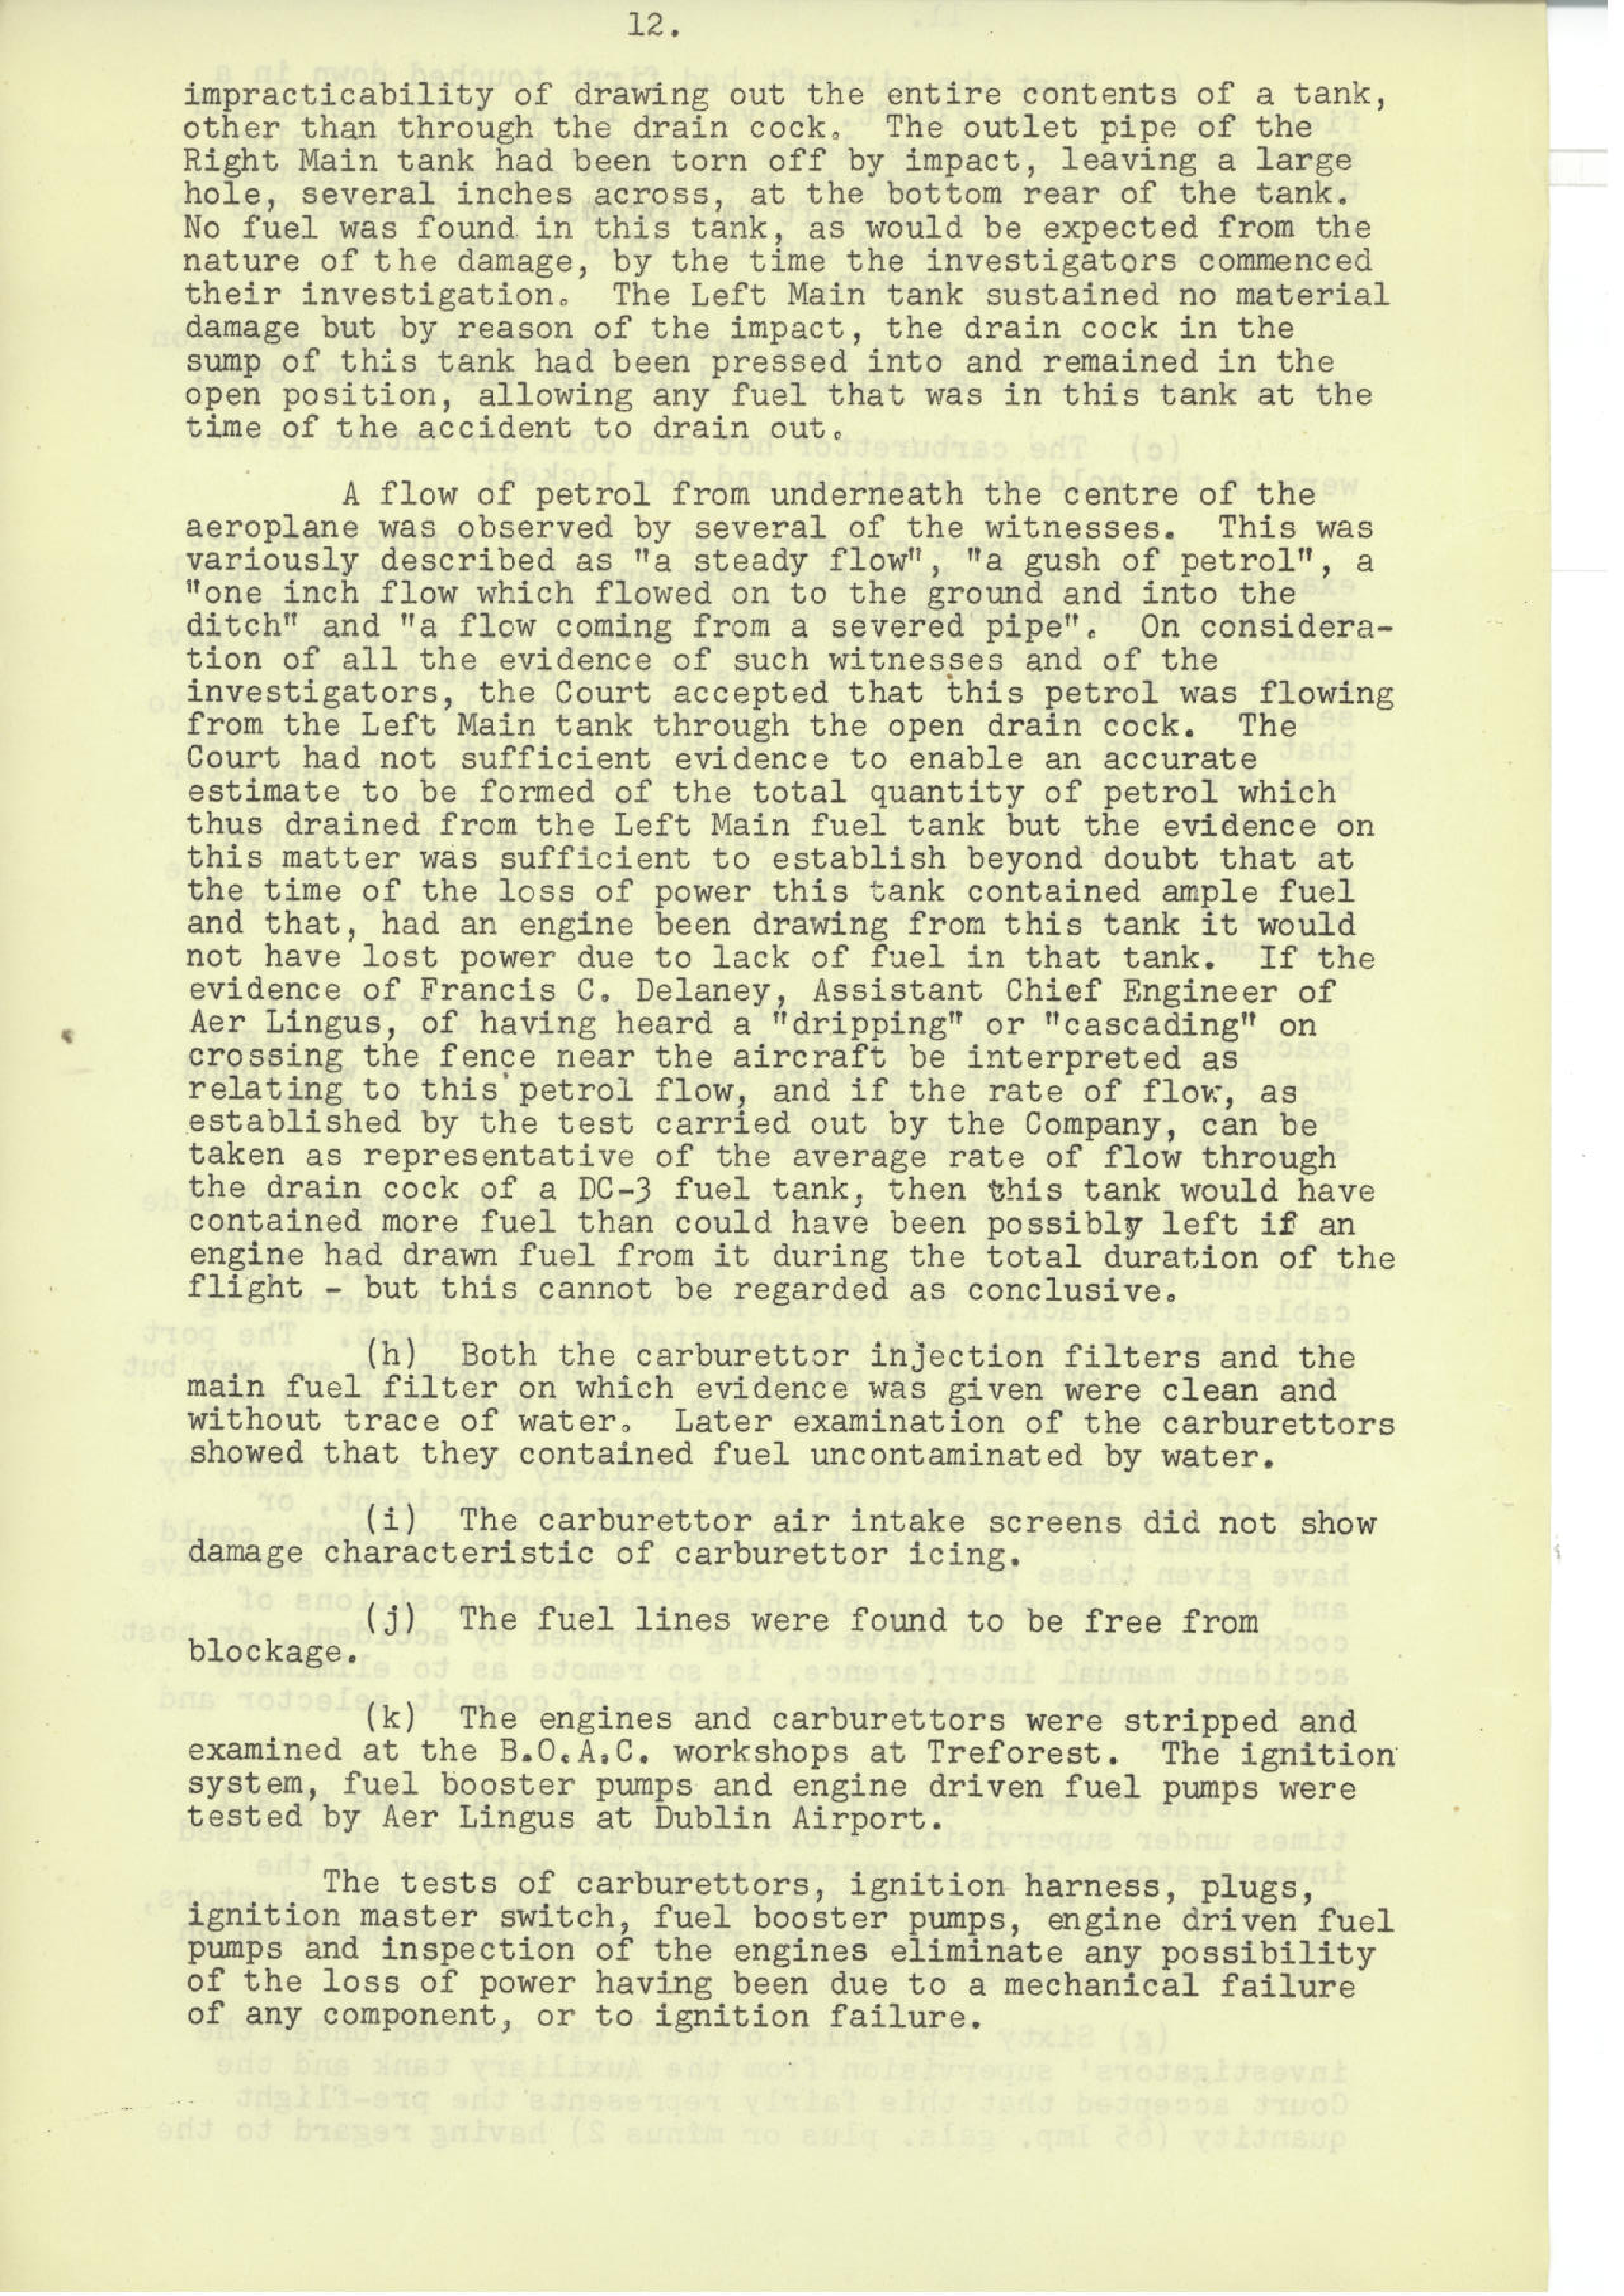 12.
impracticability of drawing out the entire contents of a tank,
other than through the drain cock. The outlet pipe of the
Right Main tank had been torn off by impact, leaving a large
hole, several inches across, at the bottom rear of the tank.
No fuel was found in this tank, as would be expected from the
nature of the damage, by the time the investigators commenced
their investigation. The Left Main tank sustained no material
damage but by reason of the impact, the drain cock in the
sump of this tank had been pressed into and remained in the
open position, allowing any fuel that was in this tank at the
time of the accident to drain out.
A flow of petrol from underneath the centre of the
aeroplane was observed by several of the witnesses. This was
variously described as "a steady flow", "a gush of petrol", a
"one inch flow which flowed on to the ground and into the
ditch" and "a flow coming from a severed pipe". On considera-
tion of all the evidence of such witnesses and of the
investigators, the Court accepted that this petrol was flowing
from the Left Main tank through the open drain cock. The
Court had not sufficient evidence to enable an accurate
estimate to be formed of the total quantity of petrol which
thus drained from the Left Main fuel tank but the evidence on
this matter was sufficient to establish beyond doubt that at
the time of the loss of power this tank contained ample fuel
and that, had an engine been drawing from this tank it would
not have lost power due to lack of fuel in that tank. If the
evidence of Francis C. Delaney, Assistant Chief Engineer of
Aer Lingus, of having heard a "dripping" or "cascading" on
crossing the fence near the aircraft be interpreted as
relating to this petrol flow, and if the rate of flow, as
established by the test carried out by the Company, can be
taken as representative of the average rate of flow through
the drain cock of a DC-3 fuel tank, then this tank would have
contained more fuel than could have been possibly left if an
engine had drawn fuel from it during the total duration of the
flight - but this cannot be regarded as conclusive.
(h) Both the carburettor injection filters and the
main fuel filter on which evidence was given were clean and
without trace of water. Later examination of the carburettors
showed that they contained fuel uncontaminated by water.
(i) The carburettor air intake screens did not show
damage characteristic of carburettor icing.
(j) The fuel lines were found to be free from
blockage.
(k) The engines and carburettors were stripped and
examined at the B.O.A.C. workshops at Treforest. The ignition
system, fuel booster pumps and engine driven fuel pumps were
tested by Aer Lingus at Dublin Airport.
The tests of carburettors, ignition harness, plugs,
ignition master switch, fuel booster pumps, engine driven fuel
pumps and inspection of the engines eliminate any possibility
of the loss of power having been due to a mechanical failure
of any component, or to ignition failure.